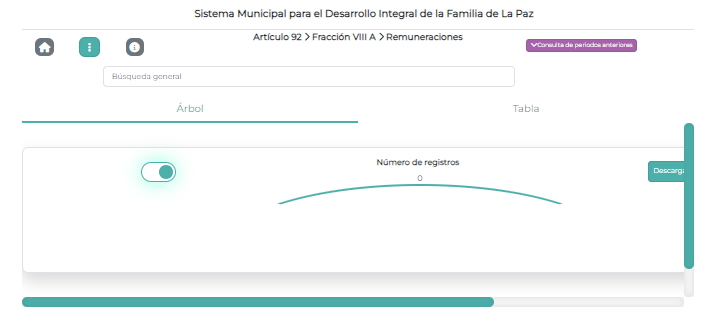 Sistema Municipal para el Desarrollo Integral de la Familia de La Paz
Artículo 92 > Fracción VIII A > Remuneraciones
Consulta de periodos anteriores
Búsqueda general
Árbol
Tabla
Número de registros
0
Descarga